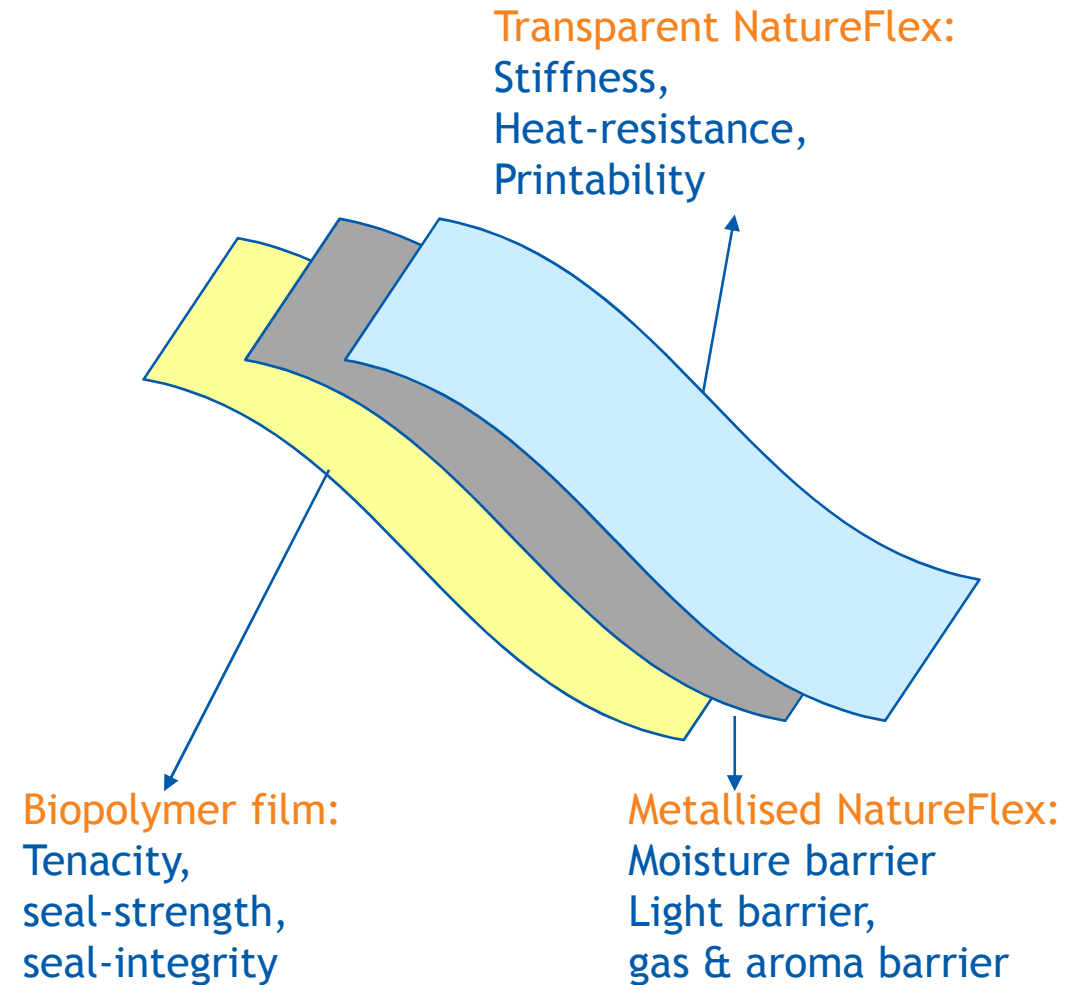 Transparent NatureFlex:
Stiffness,
Heat-resistance,
Printability
Biopolymer film:
Tenacity,
seal-strength,
seal-integrity
Metallised NatureFlex:
Moisture barrier
Light barrier,
gas & aroma barrier